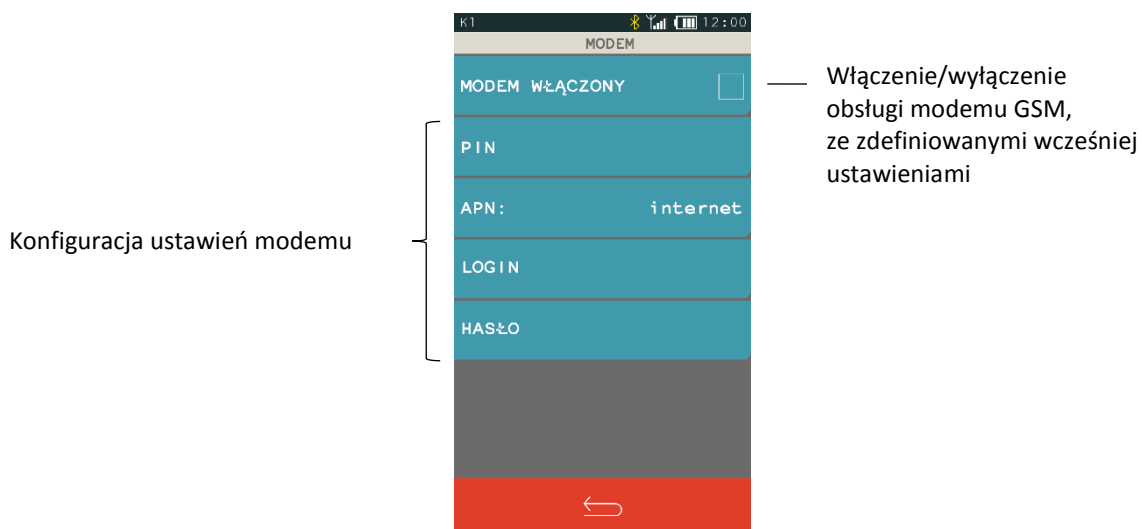 K1 12:00
MODEM
MODEM WŁĄCZONY
PIN
APN: internet
LOGIN
HASŁO
Konfiguracja ustawień modemu
Włączenie/wyłączenie
obsługi modemu GSM,
ze zdefiniowanymi wcześniej
ustawieniami